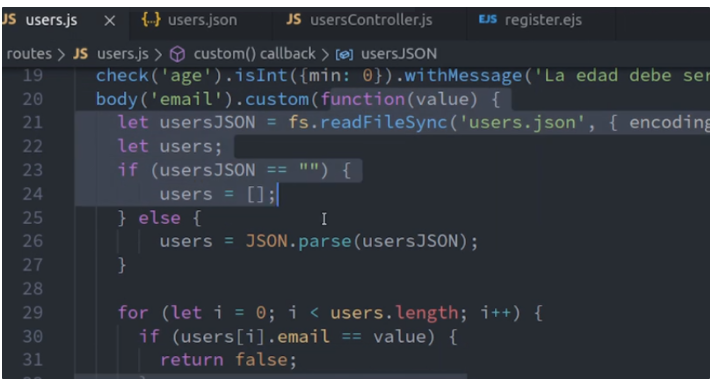 JS users.js × {..} users.json JS usersController.js EJS register.ejs
routes > JS users.js > custom() callback > usersJSON
19 check('age').isInt({min: 0}).withMessage('La edad debe ser
20 body('email').custom(function(value) {
21 let usersJSON = fs.readFileSync('users.json', { encoding
22 let users;
23 if (usersJSON == "") {
24 users = [];
25 } else {
26 users = JSON.parse(usersJSON);
27 }
28
29 for (let i = 0; i < users.length; i++) {
30 if (users[i].email == value) {
31 return false;